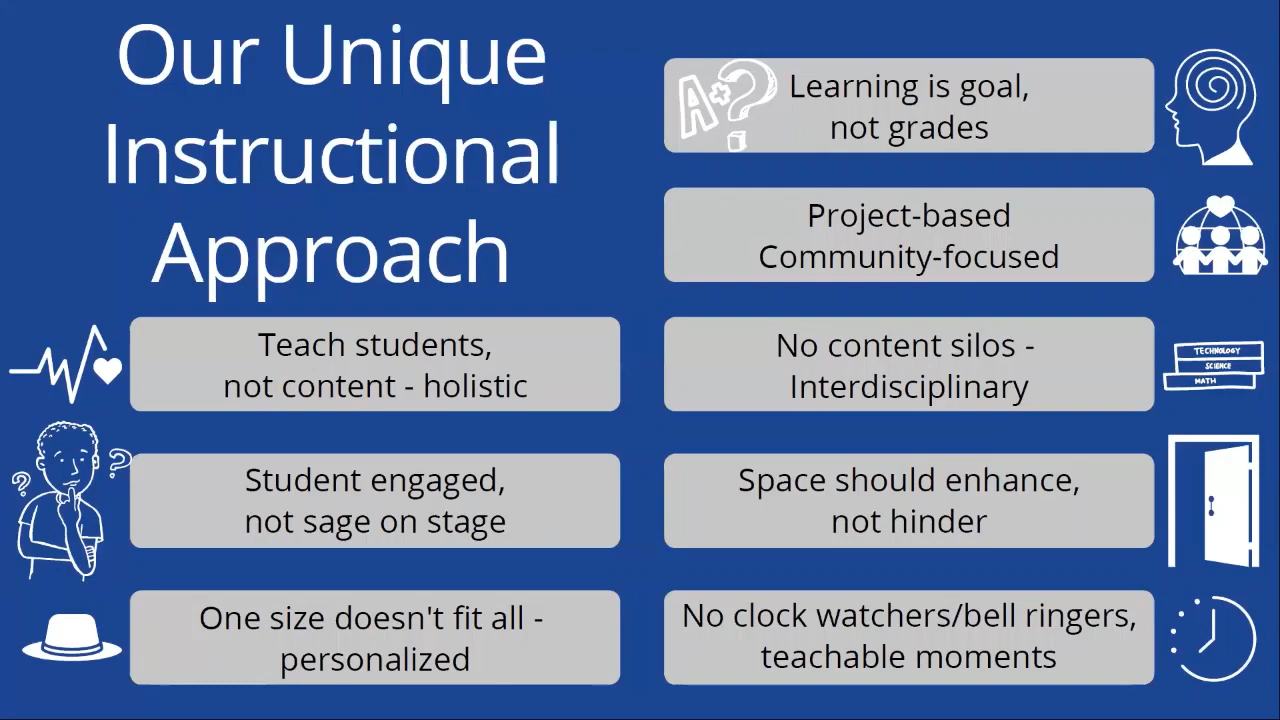 Our Unique
Instructional
Approach
Teach students,
not content - holistic
? ?
Student engaged,
not sage on stage
One size doesn't fit all -
personalized
A+?
Learning is goal,
not grades
Project-based
Community-focused
No content silos -
Interdisciplinary
TECHNOLOGY
SCIENCE
MATH
Space should enhance,
not hinder
No clock watchers/bell ringers,
teachable moments